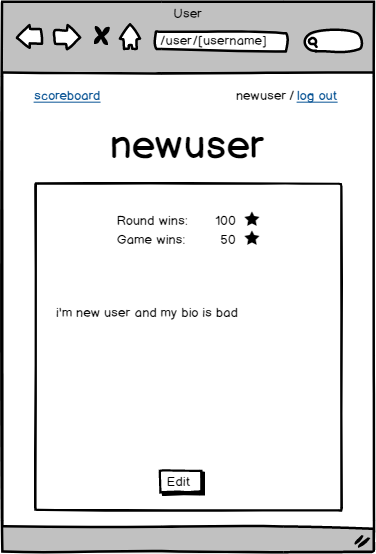 User
/user/[username]
scoreboard
newuser / log out
newuser
Round wins: 100
Game wins: 50
i'm new user and my bio is bad
Edit